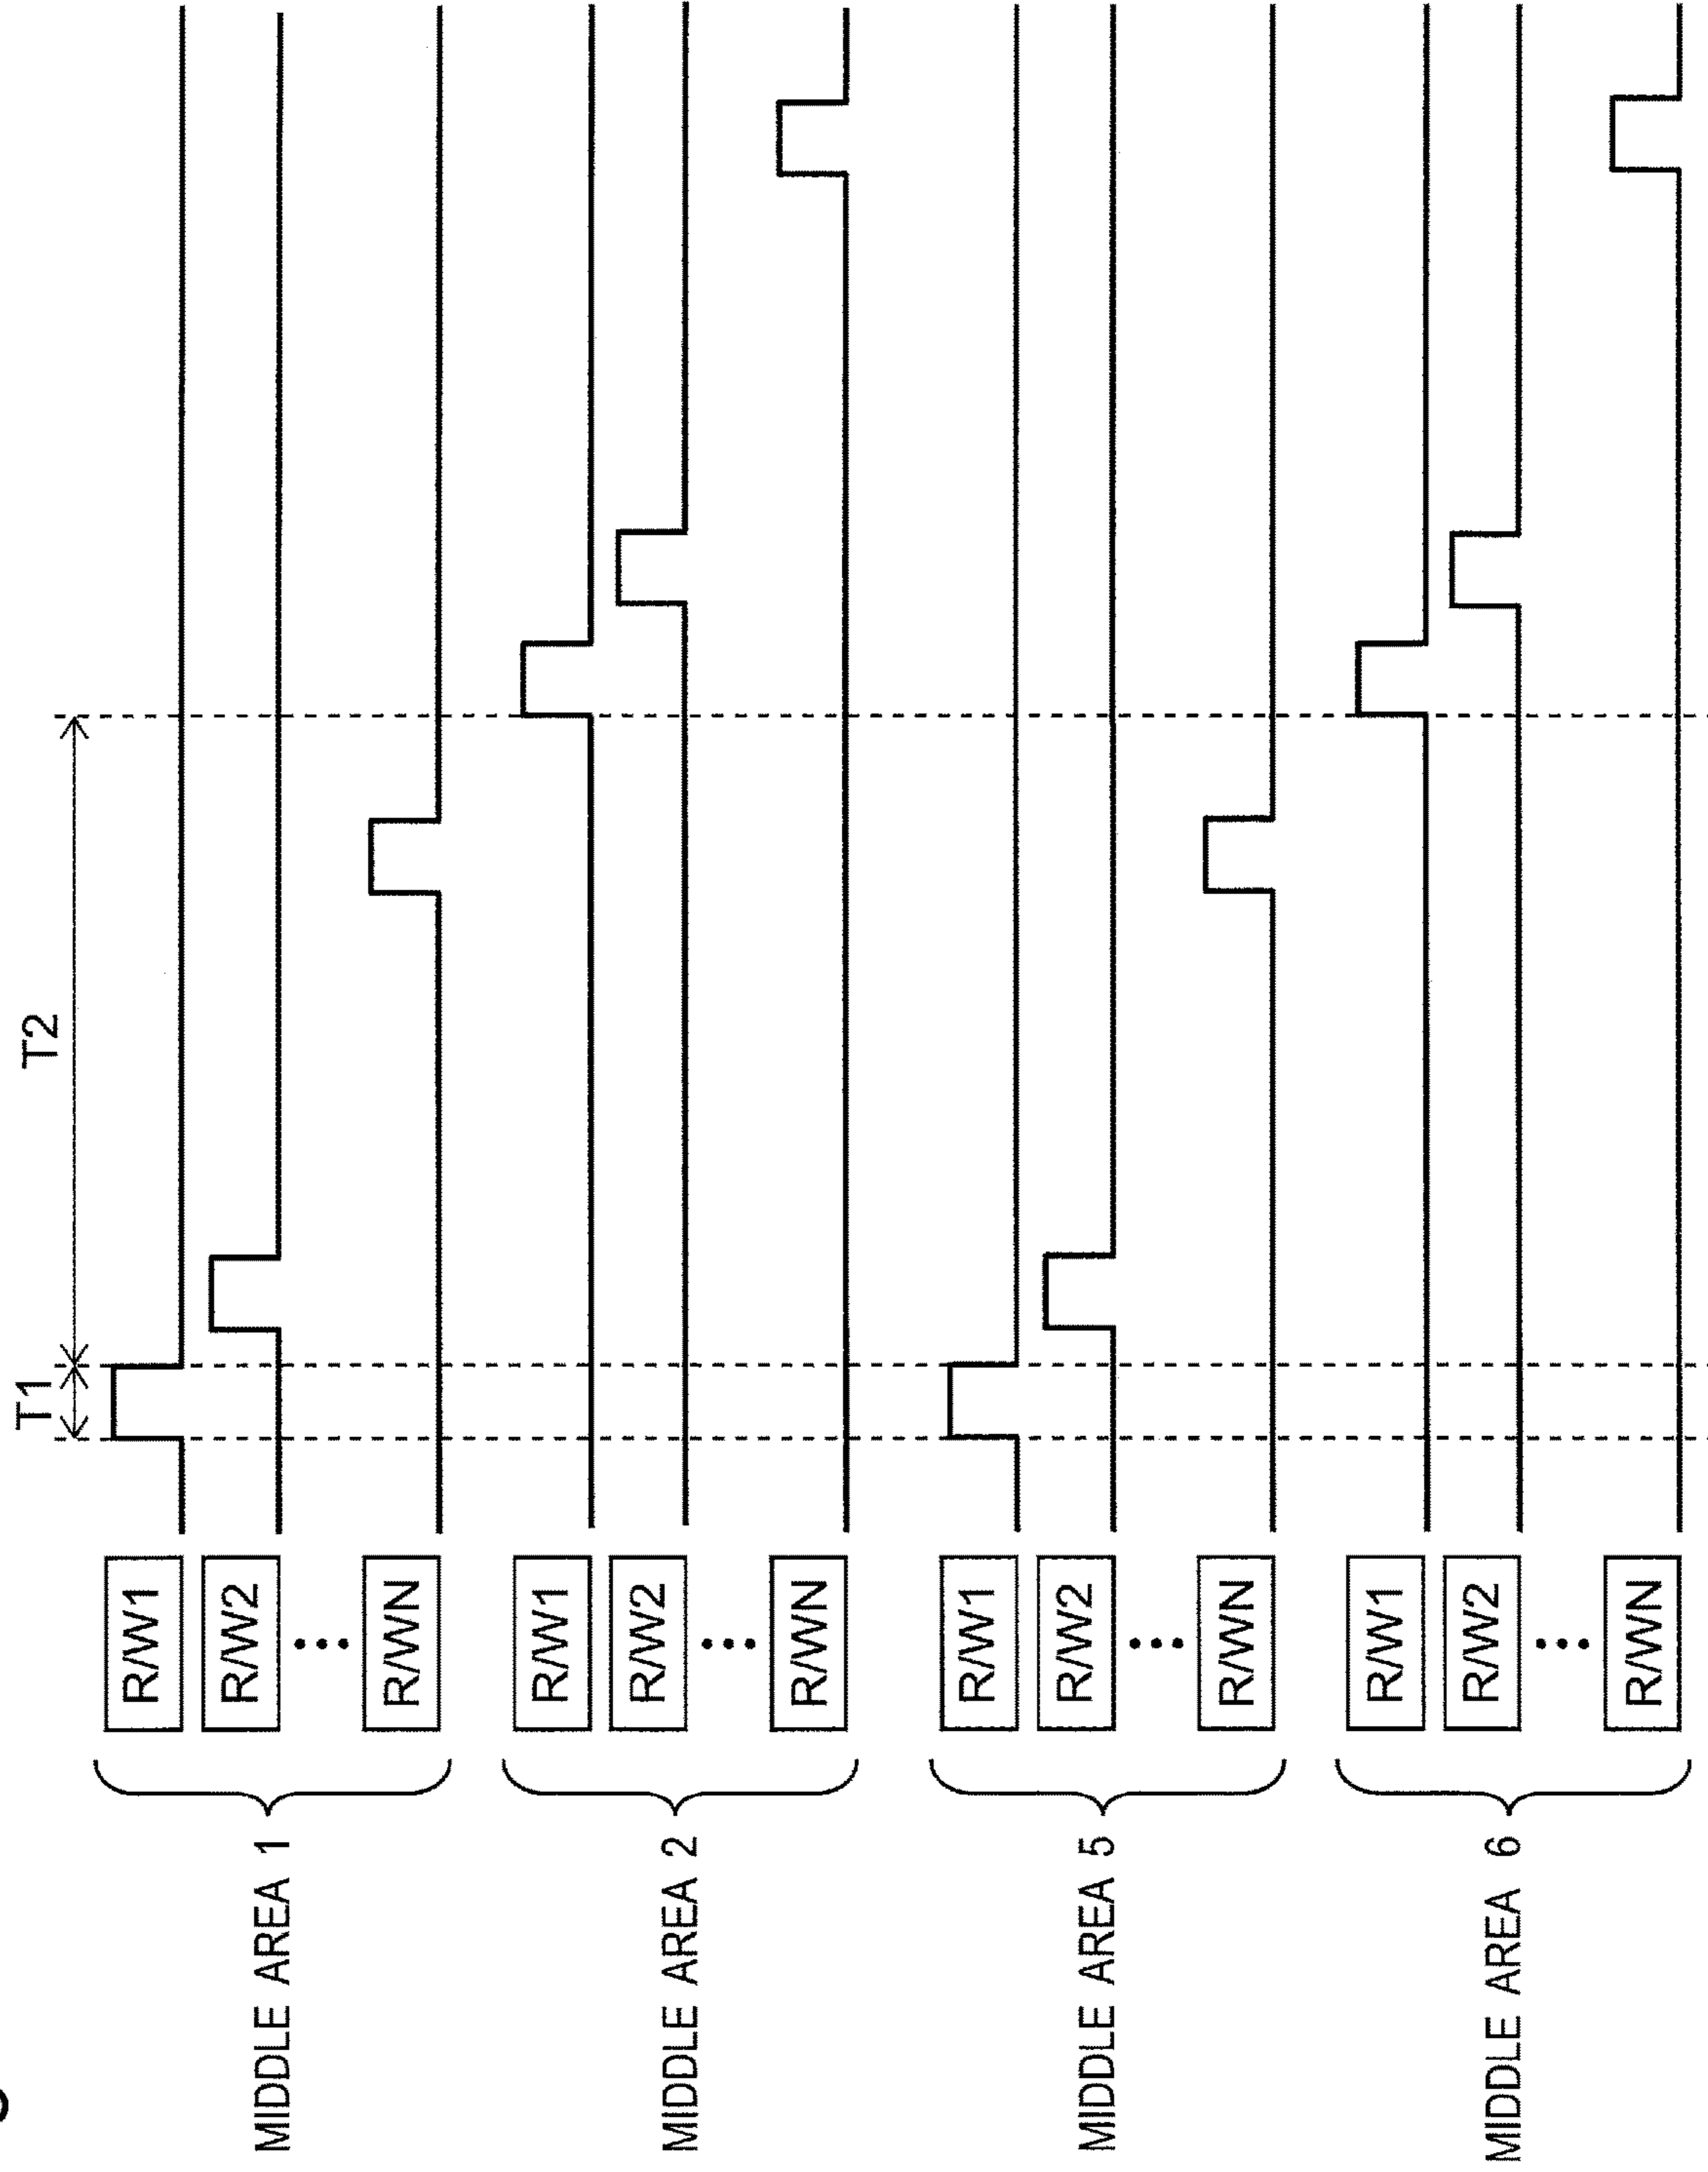 T1
T2
MIDDLE AREA 1
R/W1
R/W2
R/WN
MIDDLE AREA 2
R/W1
R/W2
R/WN
MIDDLE AREA 5
R/W1
R/W2
R/WN
MIDDLE AREA 6
R/W1
R/W2
R/WN